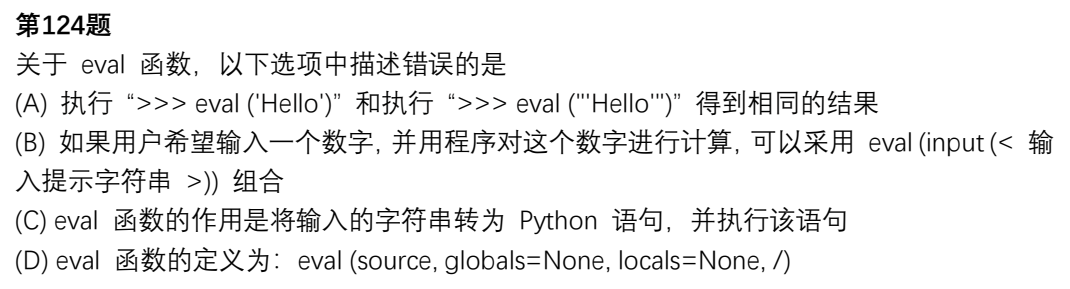 第124题
关于 eval 函数，以下选项中描述错误的是
(A) 执行 “>>> eval ('Hello')” 和执行 “>>> eval ("'Hello'")” 得到相同的结果
(B) 如果用户希望输入一个数字，并用程序对这个数字进行计算，可以采用 eval (input (< 输
入提示字符串 >)) 组合
(C) eval 函数的作用是将输入的字符串转为 Python 语句，并执行该语句
(D) eval 函数的定义为：eval (source, globals=None, locals=None, /)